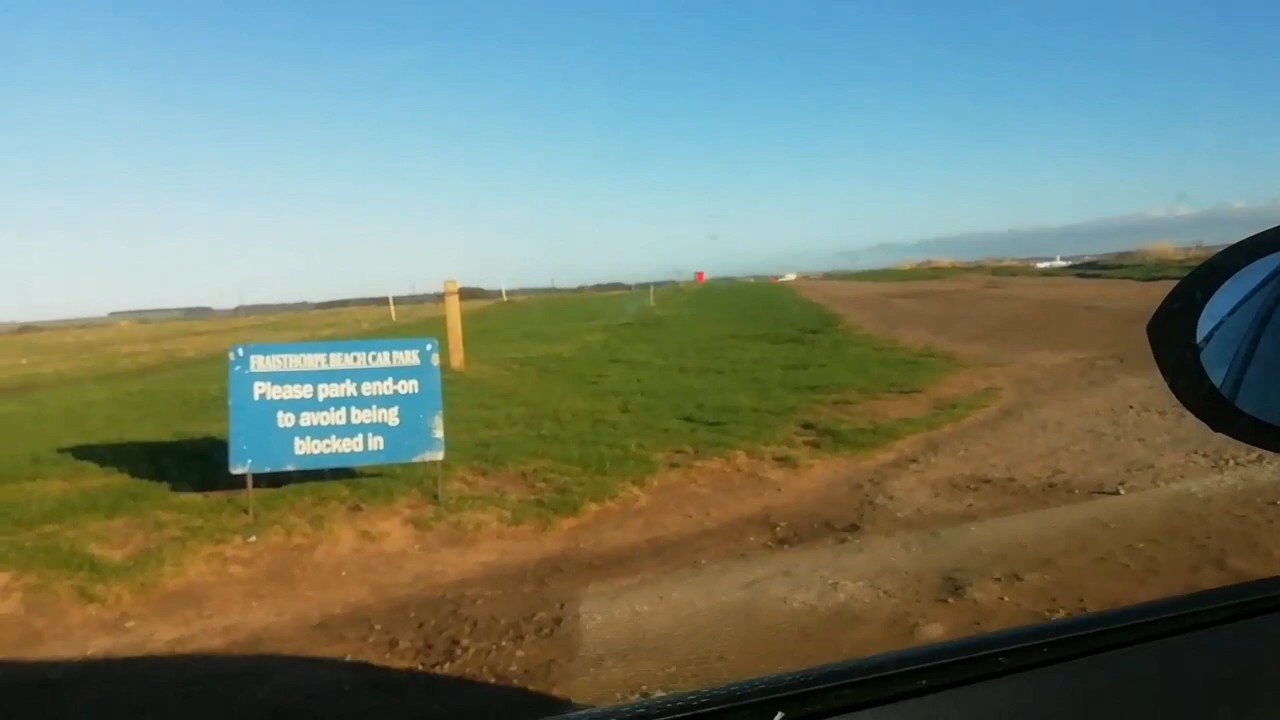 FRAISTHORPE BEACH CAR PARK
Please park end-on
to avoid being
blocked in